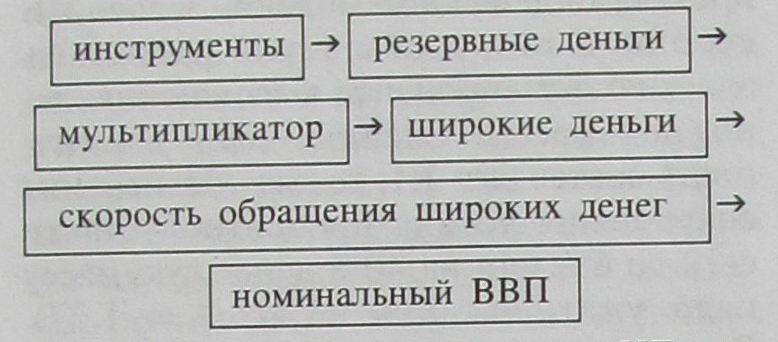 инструменты → резервные деньги →
мультипликатор → широкие деньги →
скорость обращения широких денег →
номинальный ВВП